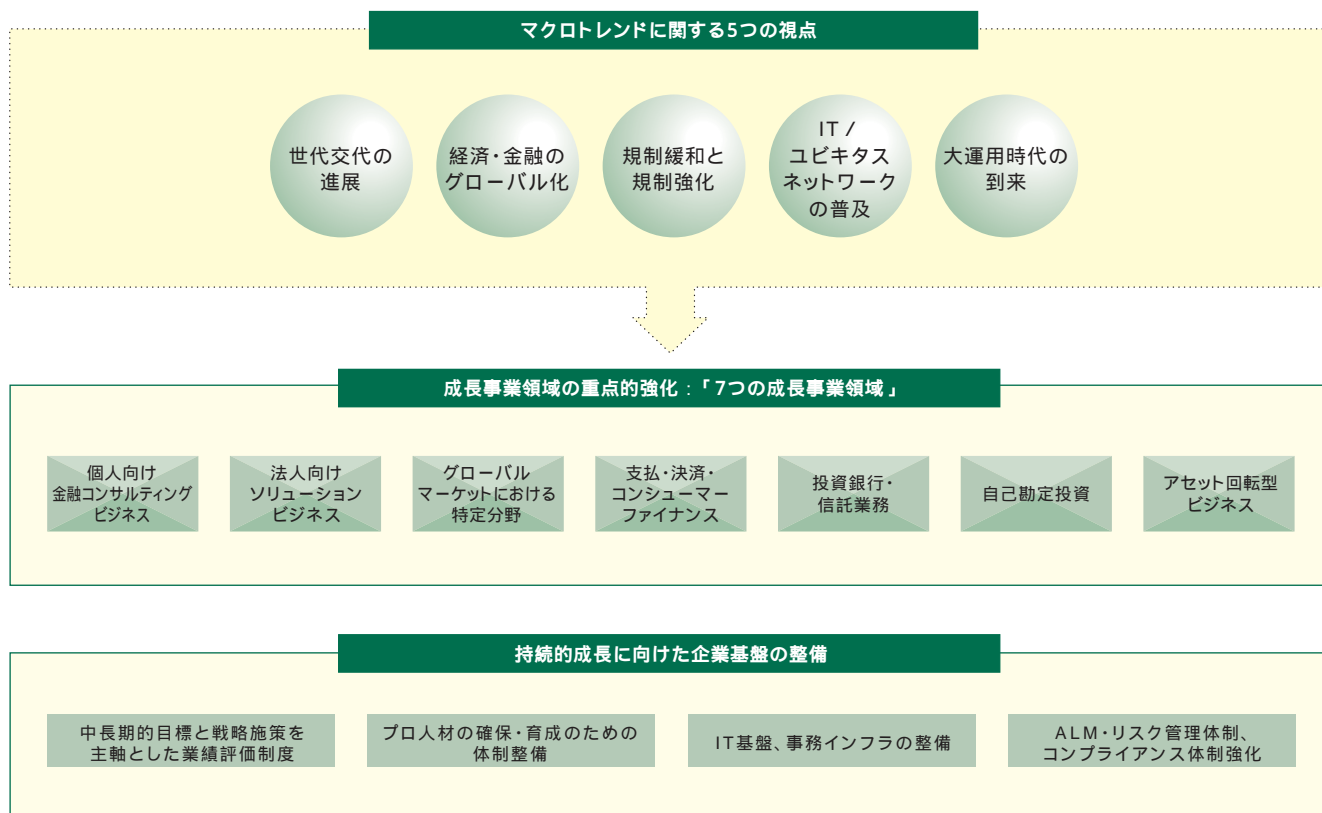 マクロトレンドに関する5つの視点
世代交代の
進展
経済・金融の
グローバル化
規制緩和と
規制強化
IT /
ユビキタス
ネットワーク
の普及
大運用時代の
到来
成長事業領域の重点的強化:「7つの成長事業領域」
個人向け
金融コンサルティング
ビジネス
法人向け
ソリューション
ビジネス
グローバル
マーケットにおける
特定分野
支払・決済・
コンシューマー
ファイナンス
投資銀行・
信託業務
自己勘定投資
アセット回転型
ビジネス
持続的成長に向けた企業基盤の整備
中長期的目標と戦略施策を
主軸とした業績評価制度
プロ人材の確保・育成のための
体制整備
IT基盤、事務インフラの整備
ALM・リスク管理体制、
コンプライアンス体制強化